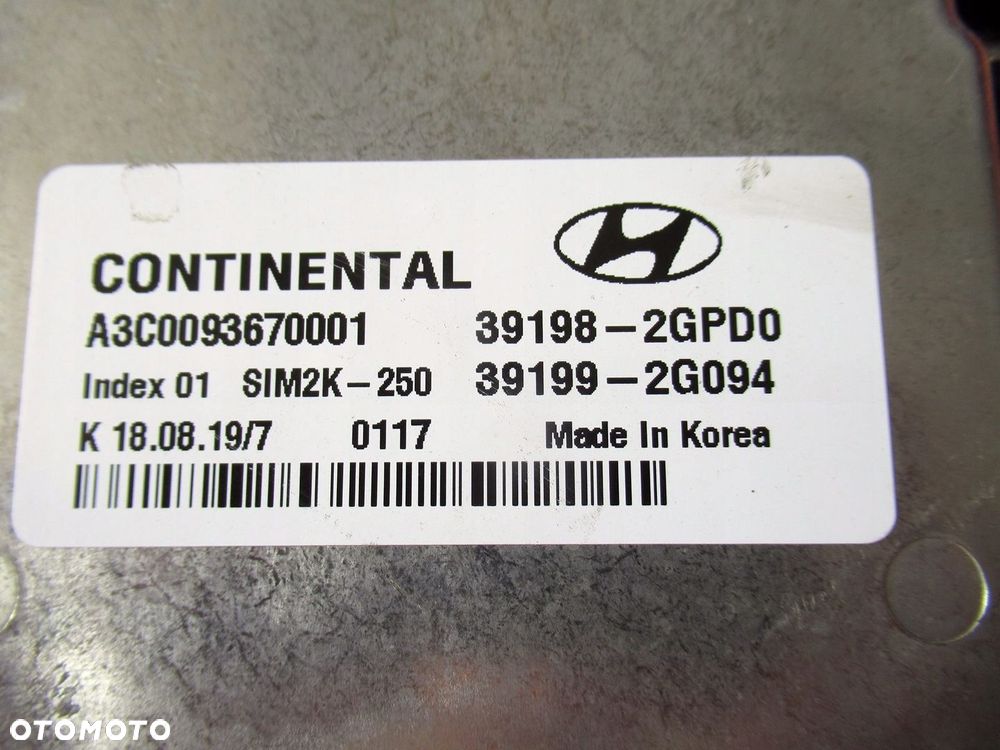 CONTINENTAL
A3C0093670001 39198-2GPD0
Index 01 SIM2K-250 39199-2G094
K 18.08.19/7 0117 Made In Korea
OTOMOTO